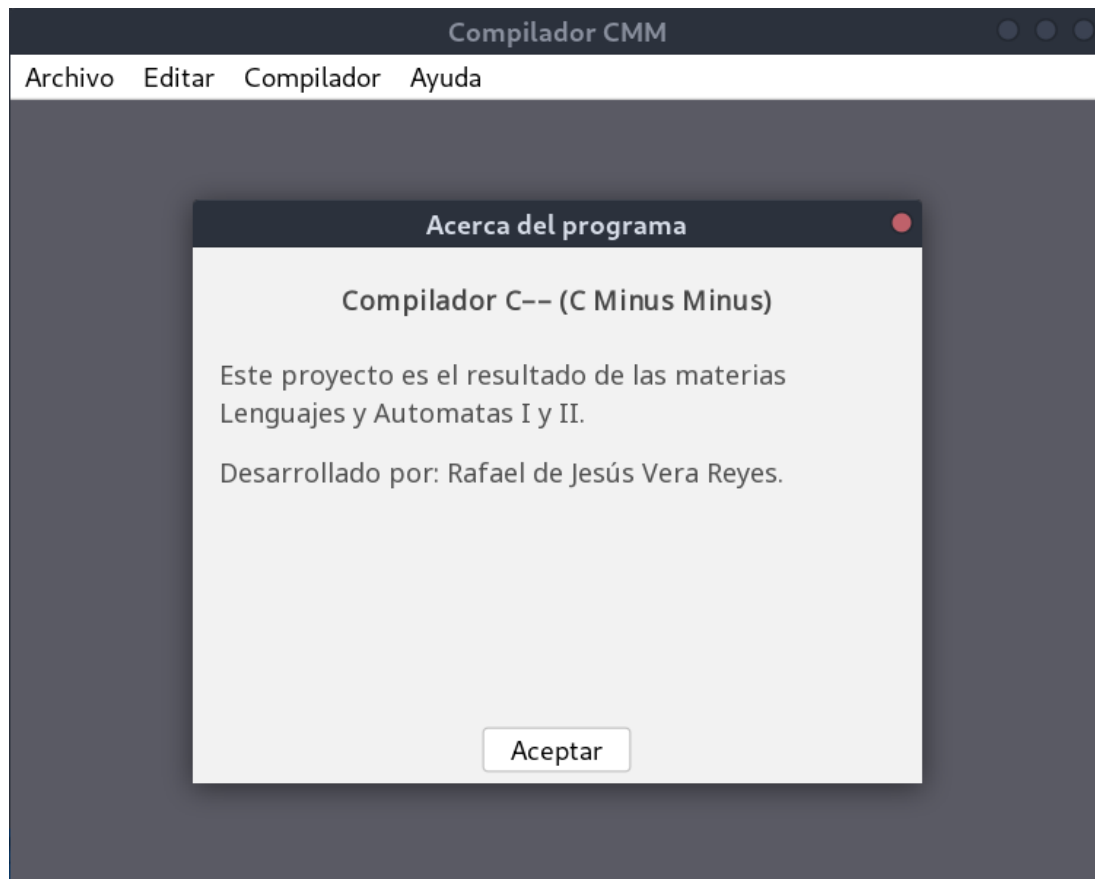 Compilador CMM
Archivo Editar Compilador Ayuda
Acerca del programa
Compilador C-- (C Minus Minus)
Este proyecto es el resultado de las materias
Lenguajes y Automatas I y II.
Desarrollado por: Rafael de Jesús Vera Reyes.
Aceptar